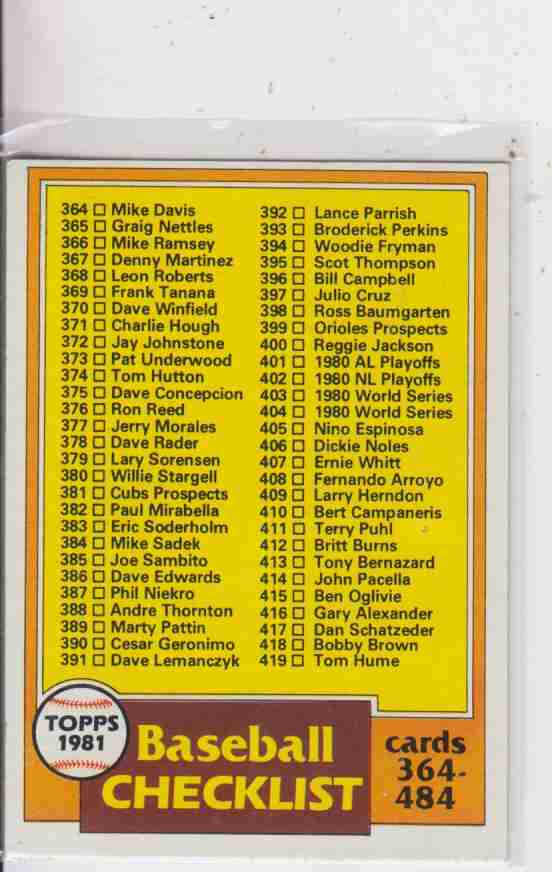 364 □ Mike Davis
365 □ Graig Nettles
366 □ Mike Ramsey
367 □ Denny Martinez
368 □ Leon Roberts
369 □ Frank Tanana
370 □ Dave Winfield
371 □ Charlie Hough
372 □ Jay Johnstone
373 □ Pat Underwood
374 □ Tom Hutton
375 □ Dave Concepcion
376 □ Ron Reed
377 □ Jerry Morales
378 □ Dave Rader
379 □ Lary Sorensen
380 □ Willie Stargell
381 □ Cubs Prospects
382 □ Paul Mirabella
383 □ Eric Soderholm
384 □ Mike Sadek
385 □ Joe Sambito
386 □ Dave Edwards
387 □ Phil Niekro
388 □ Andre Thornton
389 □ Marty Pattin
390 □ Cesar Geronimo
391 □ Dave Lemanczyk
392 □ Lance Parrish
393 □ Broderick Perkins
394 □ Woodie Fryman
395 □ Scot Thompson
396 □ Bill Campbell
397 □ Julio Cruz
398 □ Ross Baumgarten
399 □ Orioles Prospects
400 □ Reggie Jackson
401 □ 1980 AL Playoffs
402 □ 1980 NL Playoffs
403 □ 1980 World Series
404 □ 1980 World Series
405 □ Nino Espinosa
406 □ Dickie Noles
407 □ Ernie Whitt
408 □ Fernando Arroyo
409 □ Larry Herndon
410 □ Bert Campaneris
411 □ Terry Puhl
412 □ Britt Burns
413 □ Tony Bernazard
414 □ John Pacella
415 □ Ben Oglivie
416 □ Gary Alexander
417 □ Dan Schatzeder
418 □ Bobby Brown
419 □ Tom Hume
TOPPS
1981
Baseball
CHECKLIST
cards
364-
484